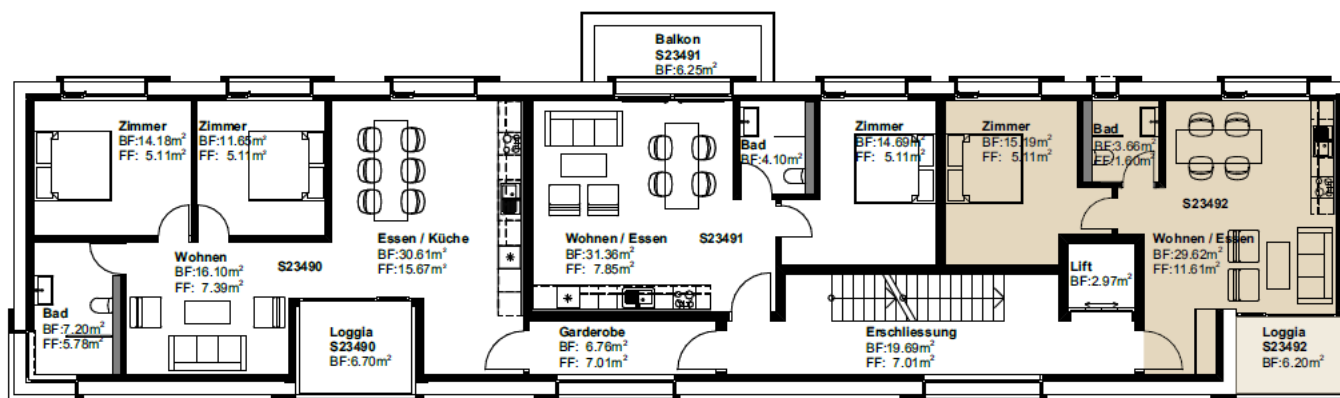 Balkon
S23491
BF:6.25m²
Zimmer
BF:14.18m²
FF: 5.11m²
Zimmer
BF:11.65m²
FF: 5.11m²
Bad
BF:4.10m²
Zimmer
BF:14.69m²
FF: 5.11m²
Zimmer
BF:15.19m²
FF: 5.11m²
Bad
BF:3.66m²
FF:1.60m²
S23492
Essen / Küche
BF:30.61m²
FF:15.67m²
Wohnen / Essen
BF:31.36m²
FF: 7.85m²
S23491
Wohnen / Essen
BF:29.62m²
FF:11.61m²
Wohnen
BF:16.10m²
FF: 7.39m²
S23490
Lift
BF:2.97m²
Bad
BF:7.20m²
FF:5.78m²
Loggia
S23490
BF:6.70m²
Garderobe
BF: 6.76m²
FF: 7.01m²
Erschliessung
BF:19.69m²
FF: 7.01m²
Loggia
S23492
BF:6.20m²